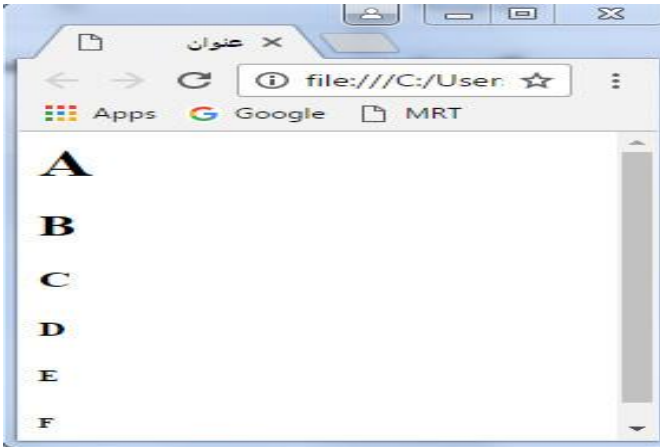 عنوان
file:///C:/User
Apps Google MRT
A
B
C
D
E
F